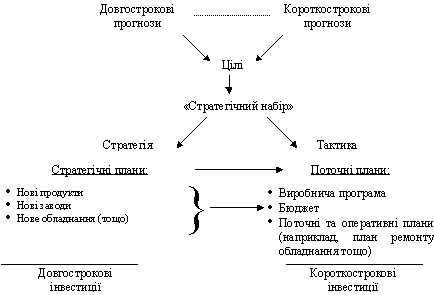 Довгострокові Короткострокові
прогнози прогнози
Цілі
«Стратегічний набір»
Стратегія Тактика
Стратегічні плани: Поточні плани:
• Нові продукти
• Нові заводи
• Нове обладнання (тощо)
• Виробнича програма
• Бюджет
• Поточні та оперативні плани
(наприклад, план ремонту
обладнання тощо)
Довгострокові
інвестиції
Короткострокові
інвестиції